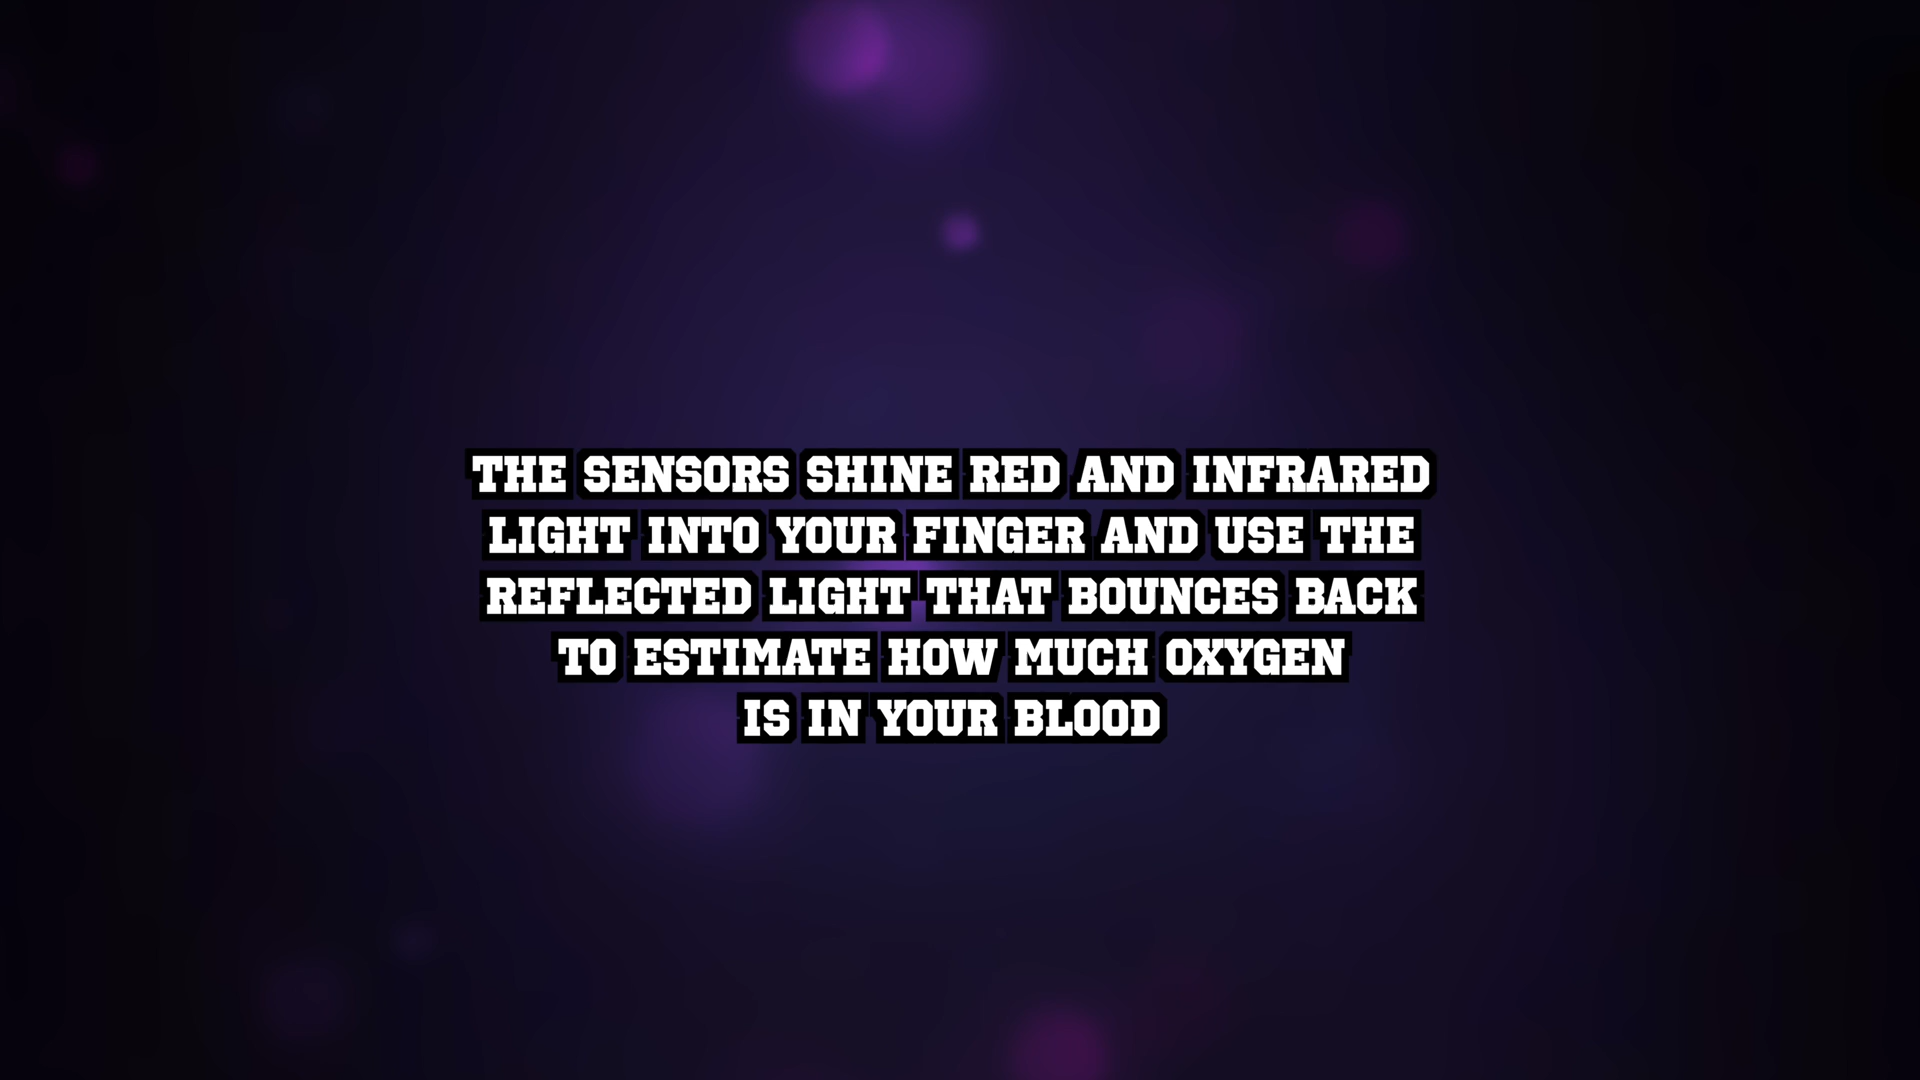 THE SENSORS SHINE RED AND INFRARED
LIGHT INTO YOUR FINGER AND USE THE
REFLECTED LIGHT THAT BOUNCES BACK
TO ESTIMATE HOW MUCH OXYGEN
IS IN YOUR BLOOD